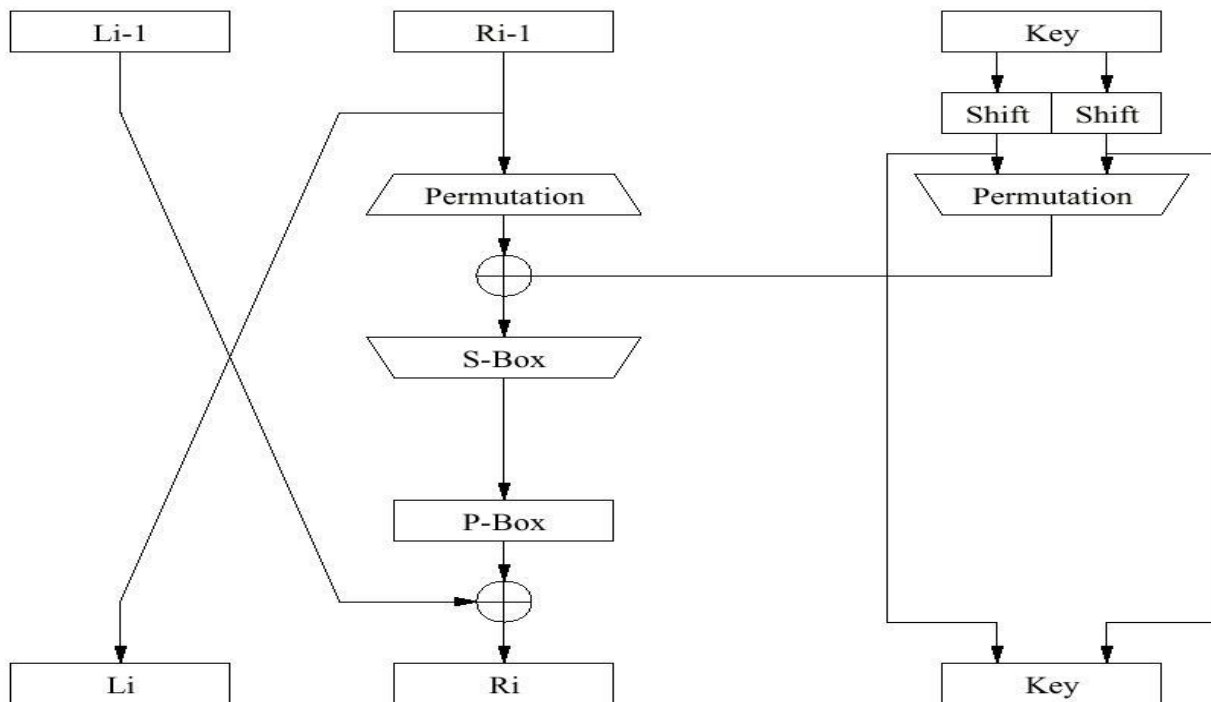 Li-1
Ri-1
Key
Shift
Shift
Permutation
Permutation
S-Box
P-Box
Li
Ri
Key